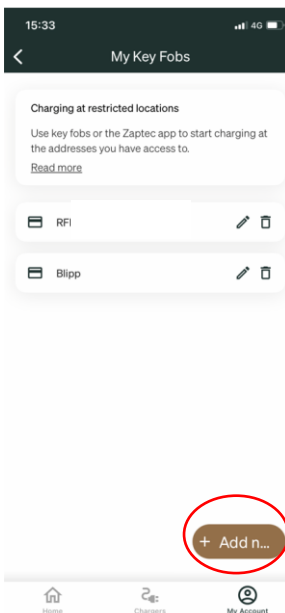 15:33
4G
My Key Fobs
Charging at restricted locations
Use key fobs or the Zaptec app to start charging at
the addresses you have access to.
Read more
RFI
Blipp
+ Add n...
Home
Chargers
My Account